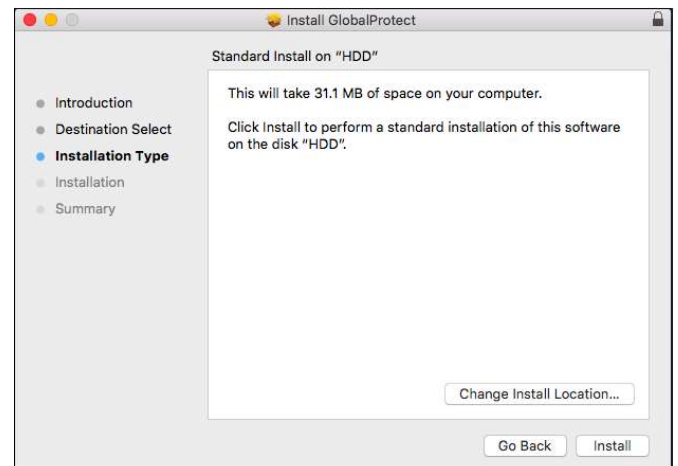 Install GlobalProtect
Standard Install on "HDD"
Introduction
Destination Select
Installation Type
Installation
Summary
This will take 31.1 MB of space on your computer.
Click Install to perform a standard installation of this software
on the disk "HDD".
Change Install Location...
Go Back
Install